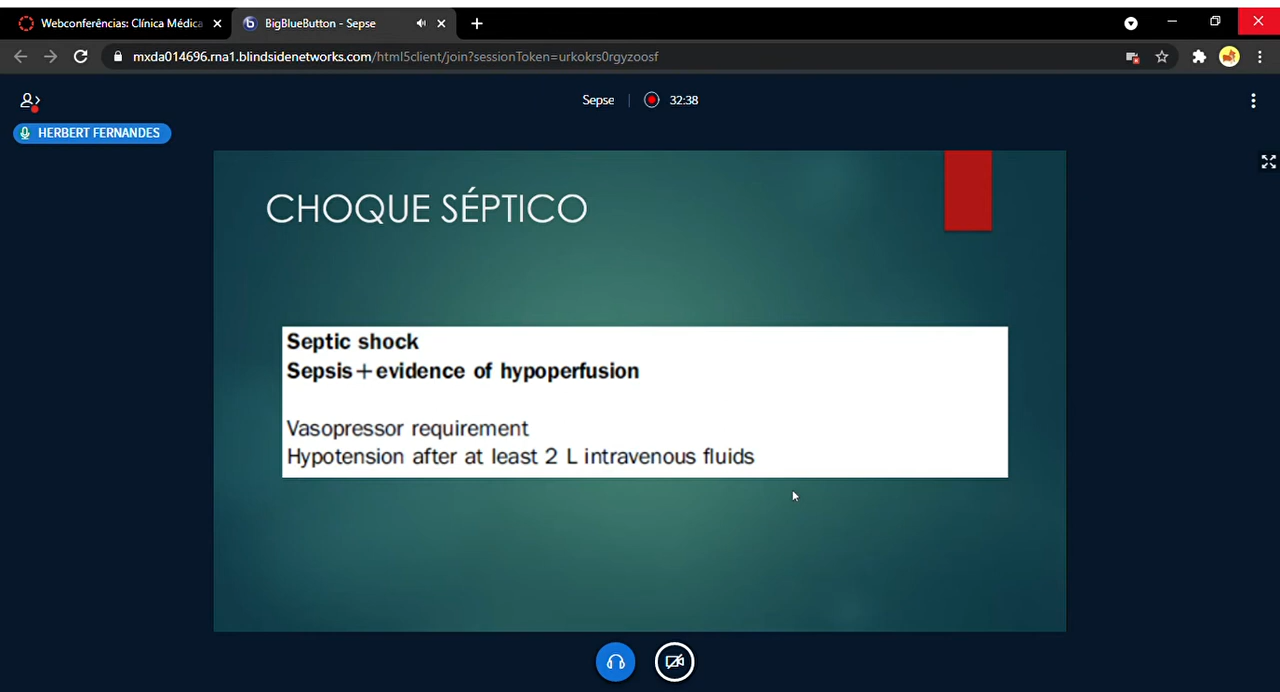 Webconferências: Clínica Médica
BigBlueButton - Sepse
mxda014696.rna1.blindsidenetworks.com/html5client/join?sessionToken=urkokrs0rgyzoosf
Sepse
32:38
HERBERT FERNANDES
CHOQUE SÉPTICO
Septic shock
Sepsis+evidence of hypoperfusion
Vasopressor requirement
Hypotension after at least 2 L intravenous fluids